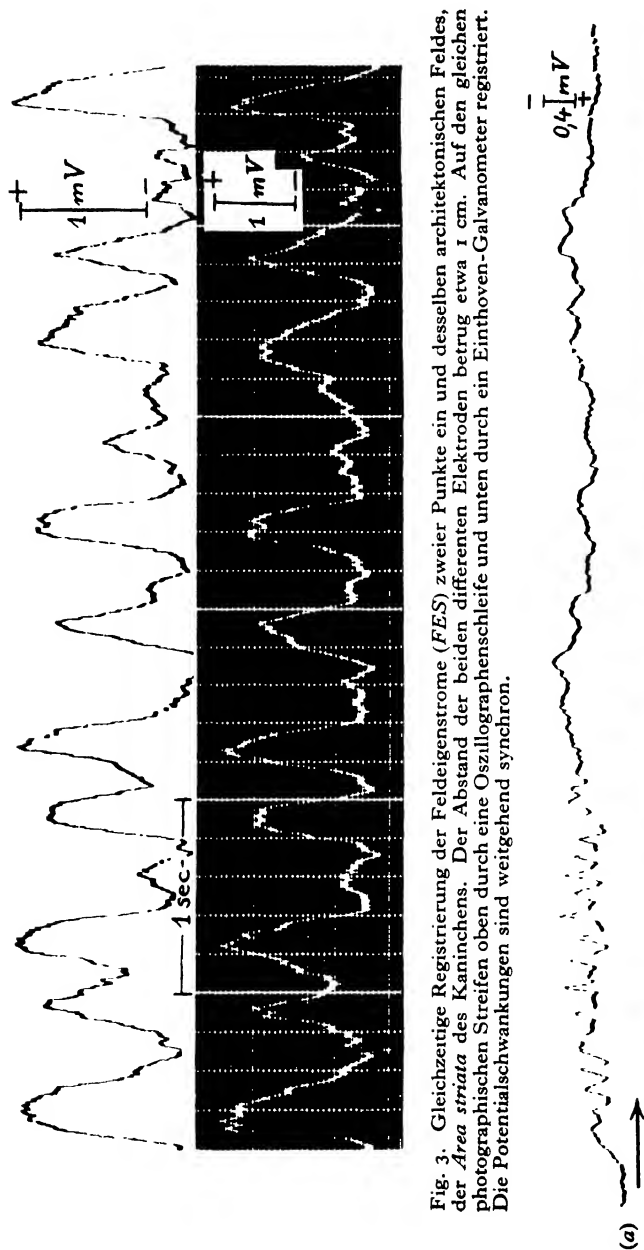 +
1 mV
−
+
1 mV
−
1 sec
Fig. 3. Gleichzeitige Registrierung der Feldeigenstrome (FES) zweier Punkte ein und desselben architektonischen Feldes,
der Area striata des Kaninchens. Der Abstand der beiden differenten Elektroden betrug etwa 1 cm. Auf den gleichen
photographischen Streifen oben durch eine Oszillographenschleife und unten durch ein Einthoven-Galvanometer registriert.
Die Potentialschwankungen sind weitgehend synchron.
−
0,4 mV
+
(a)